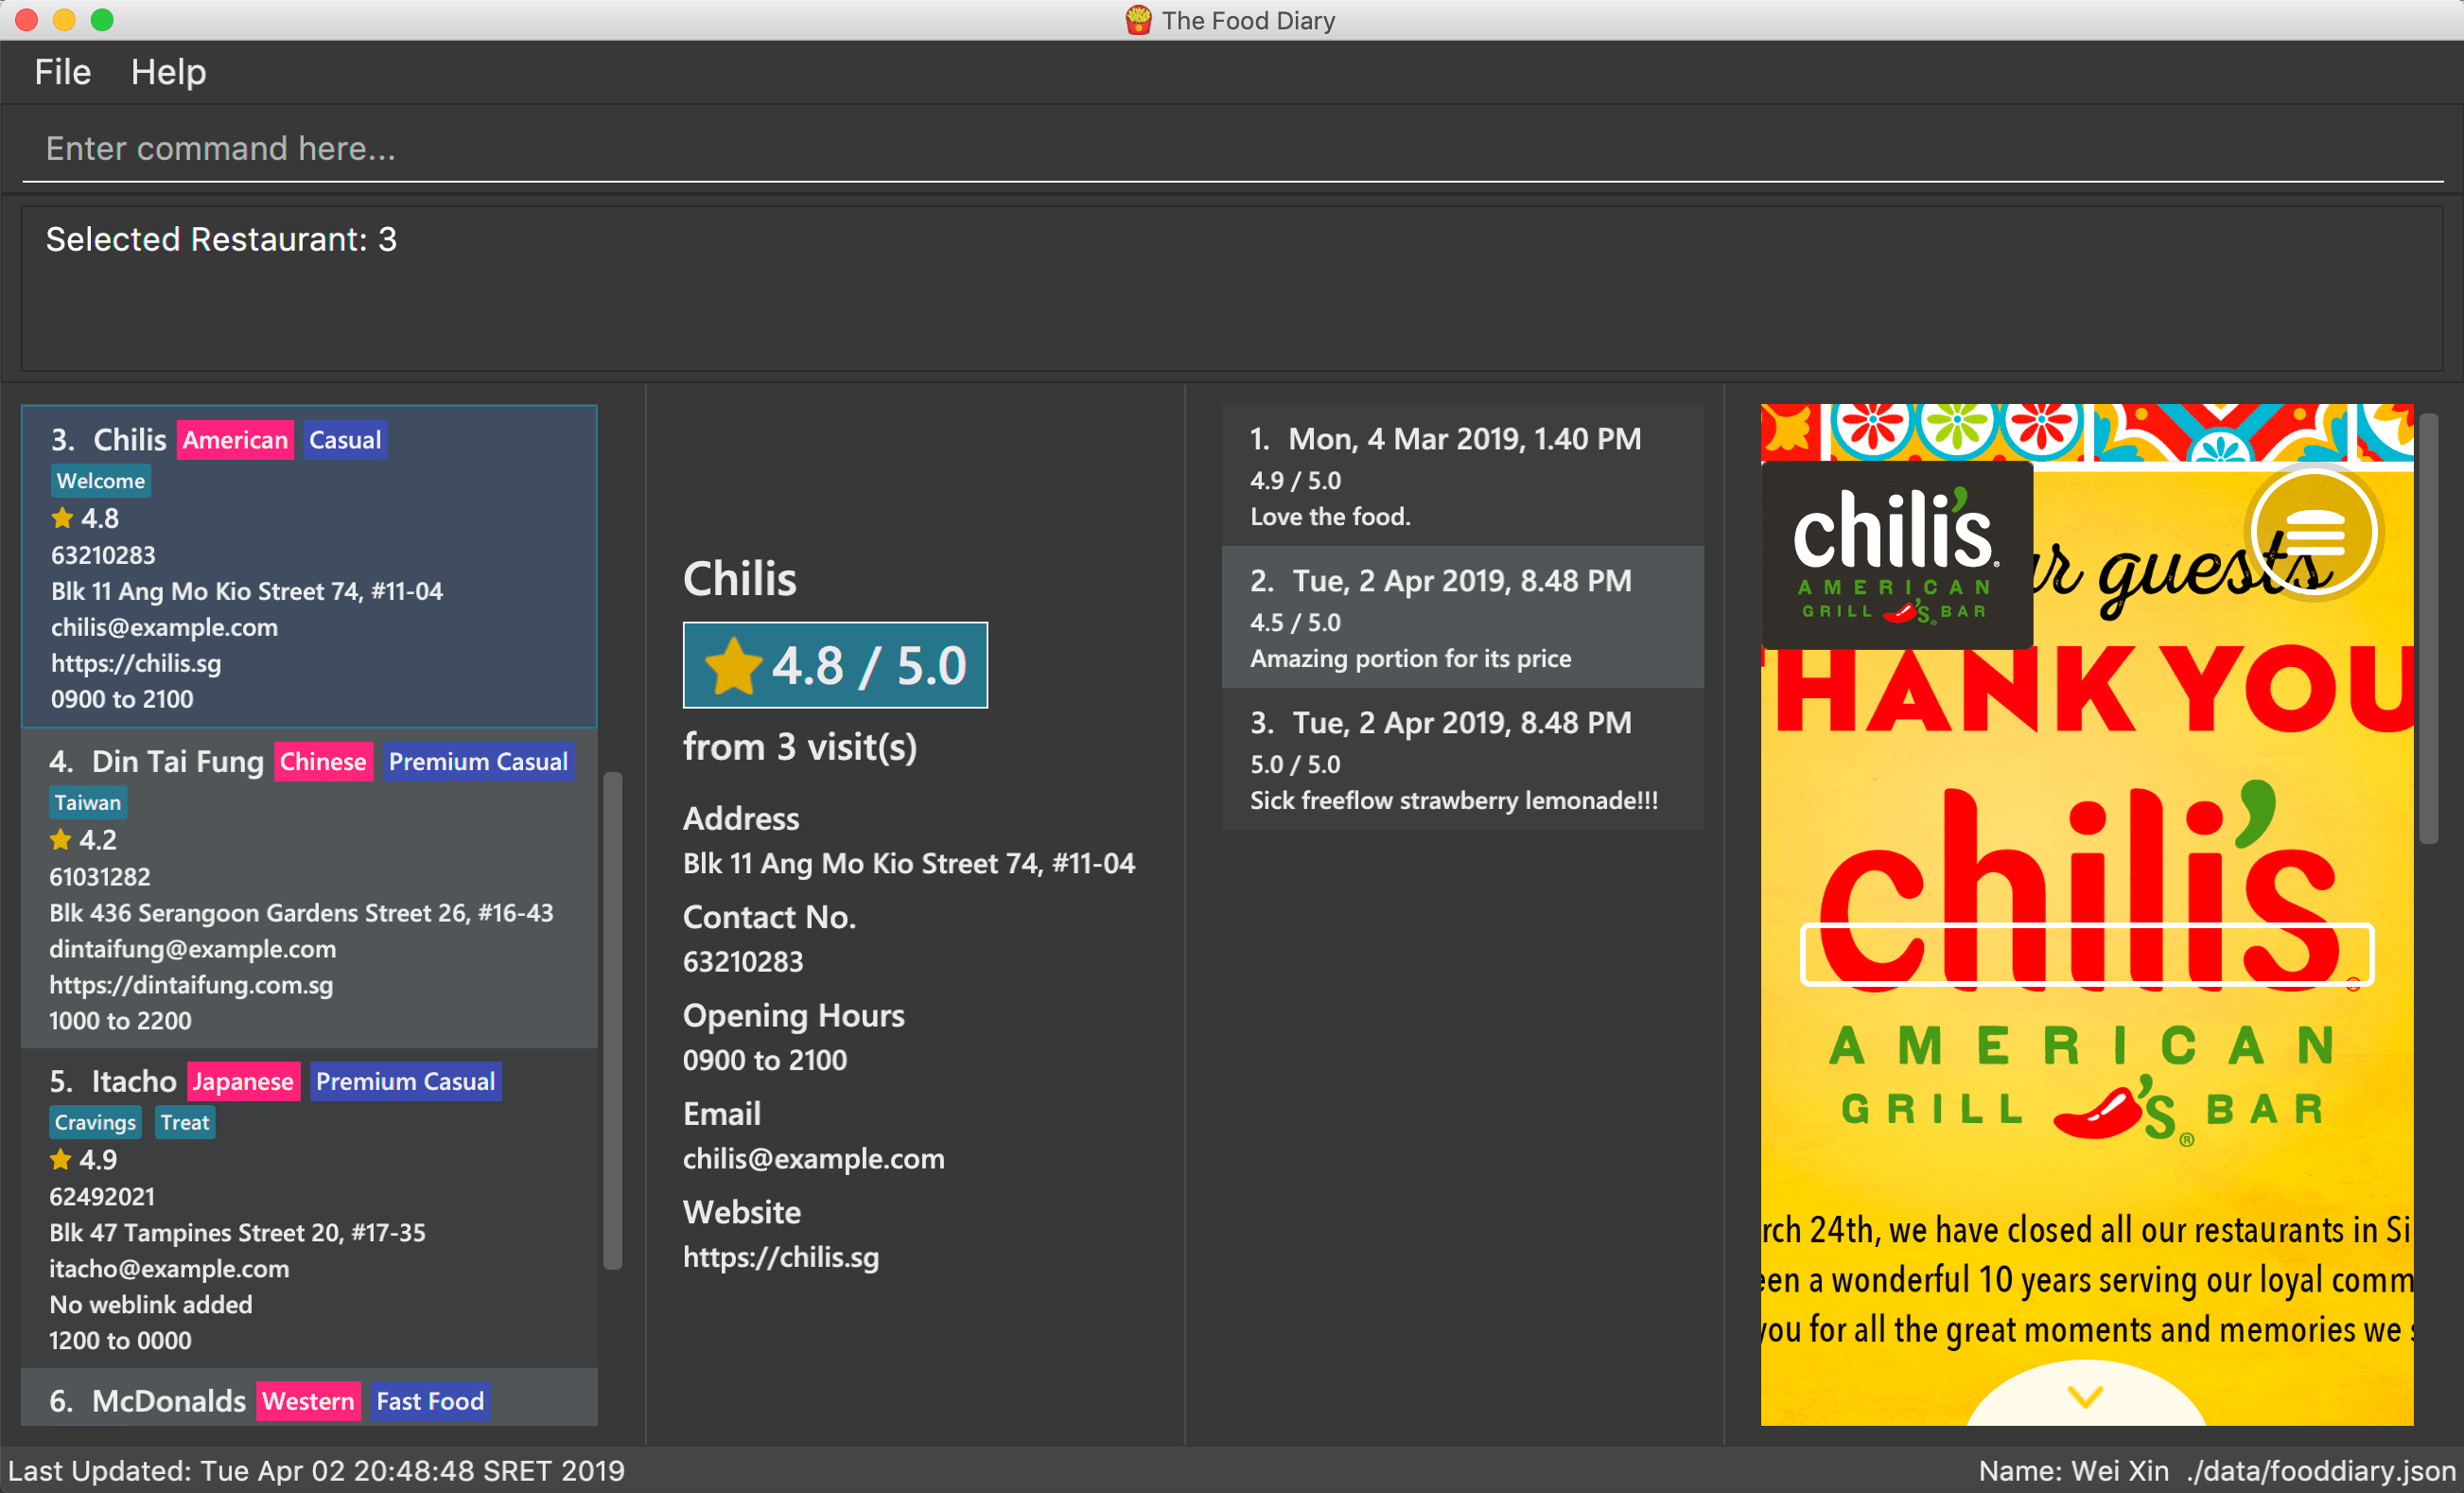 The Food Diary
File Help
Enter command here...
Selected Restaurant: 3
3. Chilis American Casual
Welcome
4.8
63210283
Blk 11 Ang Mo Kio Street 74, #11-04
chilis@example.com
https://chilis.sg
0900 to 2100
4. Din Tai Fung Chinese Premium Casual
Taiwan
4.2
61031282
Blk 436 Serangoon Gardens Street 26, #16-43
dintaifung@example.com
https://dintaifung.com.sg
1000 to 2200
5. Itacho Japanese Premium Casual
Cravings Treat
4.9
62492021
Blk 47 Tampines Street 20, #17-35
itacho@example.com
No weblink added
1200 to 0000
6. McDonalds Western Fast Food
Chilis
4.8 / 5.0
from 3 visit(s)
Address
Blk 11 Ang Mo Kio Street 74, #11-04
Contact No.
63210283
Opening Hours
0900 to 2100
Email
chilis@example.com
Website
https://chilis.sg
1. Mon, 4 Mar 2019, 1.40 PM
4.9 / 5.0
Love the food.
2. Tue, 2 Apr 2019, 8.48 PM
4.5 / 5.0
Amazing portion for its price
3. Tue, 2 Apr 2019, 8.48 PM
5.0 / 5.0
Sick freeflow strawberry lemonade!!!
chili's®
AMERICAN
GRILL 's® BAR
guests
HANK YOU
chili's®
AMERICAN
GRILL 's® BAR
rch 24th, we have closed all our restaurants in Si
een a wonderful 10 years serving our loyal comm
you for all the great moments and memories we s
Last Updated: Tue Apr 02 20:48:48 SRET 2019
Name: Wei Xin ./data/fooddiary.json